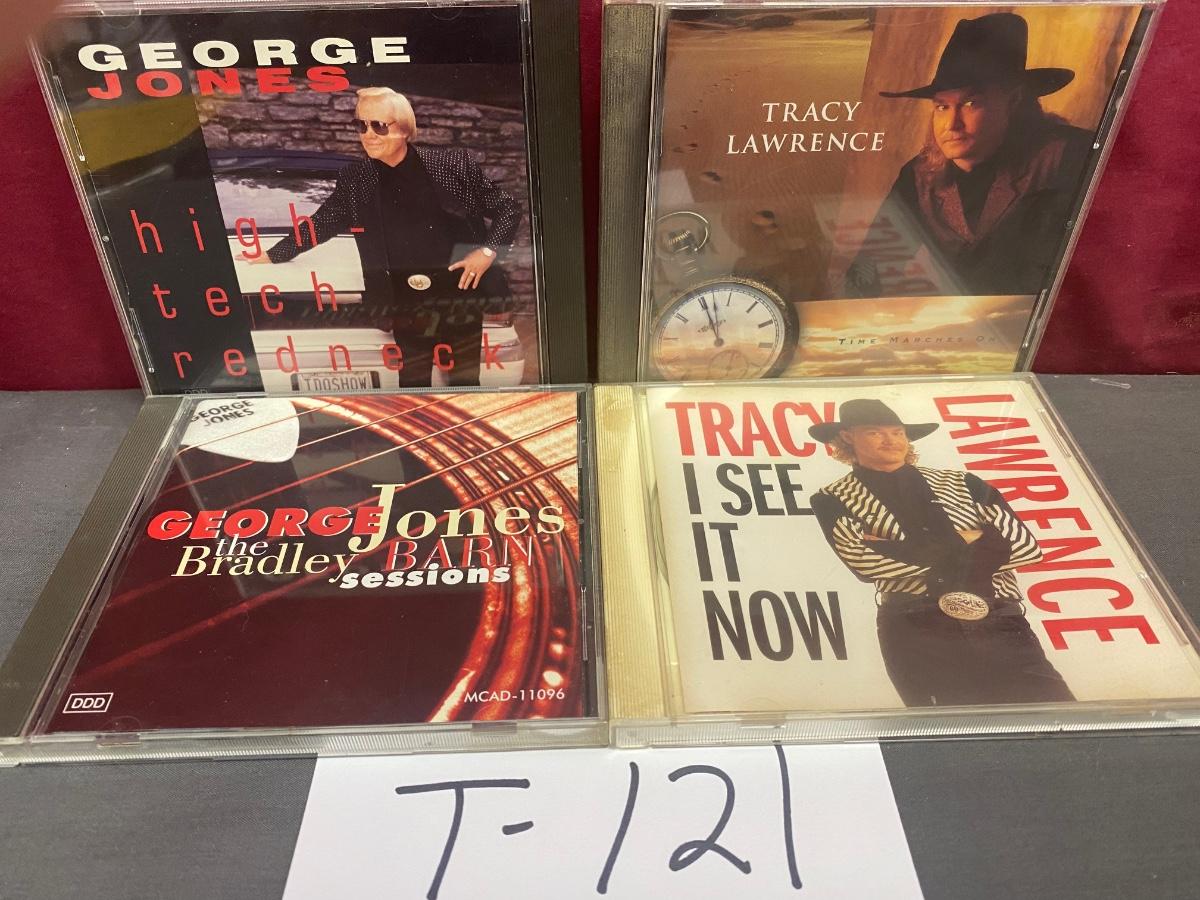 GEORGE
JONES
high-
tech
redneck
DDD
TRACY
LAWRENCE
TIME MARCHES ON
GEORGE
JONES
GEORGE Jones
the
Bradley BARN
sessions
DDD
MCAD-11096
TRACY
LAWRENCE
I SEE
IT
NOW
T-121